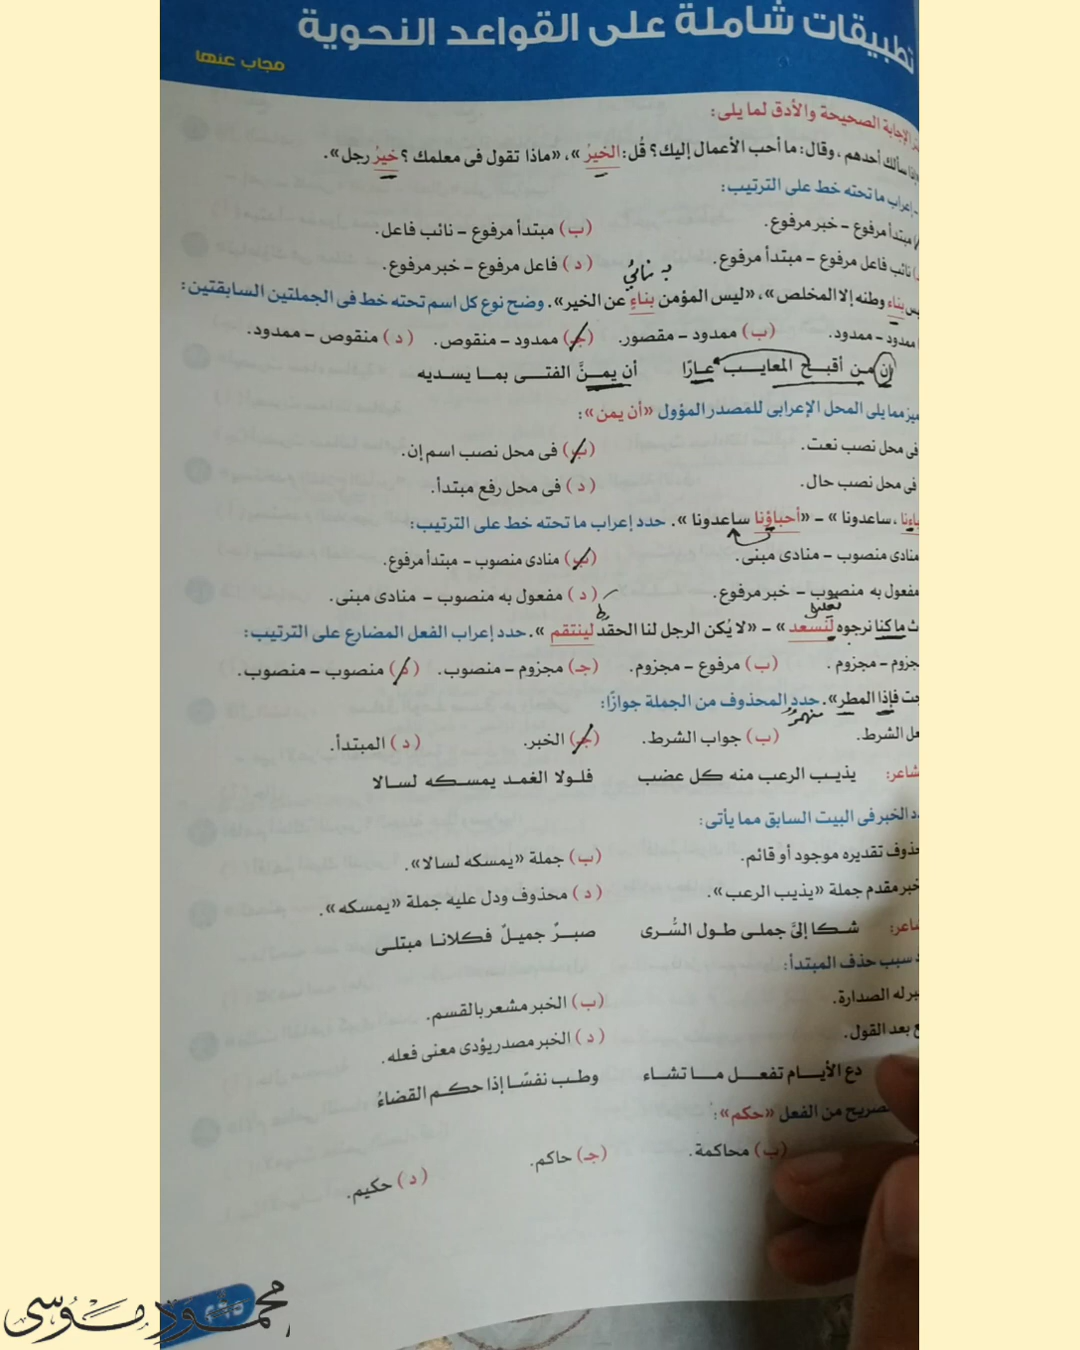 تطبيقات شاملة على القواعد النحوية
مجاب عنها
الإجابة الصحيحة والأدق لما يلى:
سألك أحدهم، وقال: ما أحب الأعمال إليك؟ قُل: الخيرُ»، «ماذا تقول فى معلمك؟ خيرُ رجل».
- إعراب ما تحته خط على الترتيب:
مبتدأ مرفوع - خبر مرفوع. (ب) مبتدأ مرفوع - نائب فاعل.
نائب فاعل مرفوع - مبتدأ مرفوع. (د) فاعل مرفوع - خبر مرفوع.
بناء وطنه إلا المخلص»، «ليس المؤمن بناءٍ عن الخير». وضح نوع كل اسم تحته خط فى الجملتين السابقتين:
ممدود - ممدود. (ب) ممدود - مقصور. (جـ) ممدود - منقوص. (د) منقوص - ممدود.
إن من أقبح المعايب عارًا أن يمنَّ الفتى بما يسديه
مما يلى المحل الإعرابى للمصدر المؤول «أن يمن»:
فى محل نصب نعت. (ب) فى محل نصب اسم إن.
فى محل نصب حال. (د) فى محل رفع مبتدأ.
، ساعدونا» - «أحباؤنا ساعدونا». حدد إعراب ما تحته خط على الترتيب:
منادى منصوب - منادى مبنى. (ب) منادى منصوب - مبتدأ مرفوع.
مفعول به منصوب - خبر مرفوع. (د) مفعول به منصوب - منادى مبنى.
ما كنا نرجوه لنسعد» - «لا يكن الرجل لنا الحقد لينتقم». حدد إعراب الفعل المضارع على الترتيب:
مجزوم - مجزوم. (ب) مرفوع - مجزوم. (جـ) مجزوم - منصوب. (د) منصوب - منصوب.
فإذا المطر». حدد المحذوف من الجملة جوازًا:
منهمرٌ
الشرط. (ب) جواب الشرط. (جـ) الخبر. (د) المبتدأ.
يذيب الرعب منه كل عضب فلولا الغمد يمسكه لسالا
الخبر فى البيت السابق مما يأتى:
تقديره موجود أو قائم. (ب) جملة «يمسكه لسالا».
خبر مقدم جملة «يذيب الرعب». (د) محذوف ودل عليه جملة «يمسكه».
شكا إلىَّ جملى طول السُّرى صبرٌ جميلٌ فكلانا مبتلى
سبب حذف المبتدأ:
له الصدارة. (ب) الخبر مشعر بالقسم.
بعد القول. (د) الخبر مصدر يؤدى معنى فعله.
دع الأيام تفعل ما تشاء وطب نفسًا إذا حكم القضاءُ
من الفعل «حكم»:
(ب) محاكمة. (جـ) حاكم. (د) حكيم.
محمود موسى